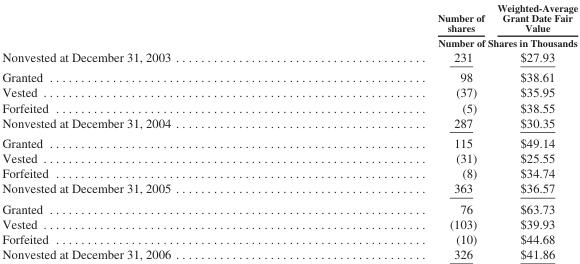 Weighted-Average
Number of Grant Date Fair
shares Value
Number of Shares in Thousands
Nonvested at December 31, 2003 . . . . . . . . . . . . . . . . . . . . . . . . . . . . . . . . . . . . . . . . . . 231 $27.93
Granted . . . . . . . . . . . . . . . . . . . . . . . . . . . . . . . . . . . . . . . . . . . . . . . . . . . . . . . . . . . . . . 98 $38.61
Vested . . . . . . . . . . . . . . . . . . . . . . . . . . . . . . . . . . . . . . . . . . . . . . . . . . . . . . . . . . . . . . . (37) $35.95
Forfeited . . . . . . . . . . . . . . . . . . . . . . . . . . . . . . . . . . . . . . . . . . . . . . . . . . . . . . . . . . . . . (5) $38.55
Nonvested at December 31, 2004 . . . . . . . . . . . . . . . . . . . . . . . . . . . . . . . . . . . . . . . . . . 287 $30.35
Granted . . . . . . . . . . . . . . . . . . . . . . . . . . . . . . . . . . . . . . . . . . . . . . . . . . . . . . . . . . . . . . 115 $49.14
Vested . . . . . . . . . . . . . . . . . . . . . . . . . . . . . . . . . . . . . . . . . . . . . . . . . . . . . . . . . . . . . . . (31) $25.55
Forfeited . . . . . . . . . . . . . . . . . . . . . . . . . . . . . . . . . . . . . . . . . . . . . . . . . . . . . . . . . . . . . (8) $34.74
Nonvested at December 31, 2005 . . . . . . . . . . . . . . . . . . . . . . . . . . . . . . . . . . . . . . . . . . 363 $36.57
Granted . . . . . . . . . . . . . . . . . . . . . . . . . . . . . . . . . . . . . . . . . . . . . . . . . . . . . . . . . . . . . . 76 $63.73
Vested . . . . . . . . . . . . . . . . . . . . . . . . . . . . . . . . . . . . . . . . . . . . . . . . . . . . . . . . . . . . . . . (103) $39.93
Forfeited . . . . . . . . . . . . . . . . . . . . . . . . . . . . . . . . . . . . . . . . . . . . . . . . . . . . . . . . . . . . . (10) $44.68
Nonvested at December 31, 2006 . . . . . . . . . . . . . . . . . . . . . . . . . . . . . . . . . . . . . . . . . . 326 $41.86